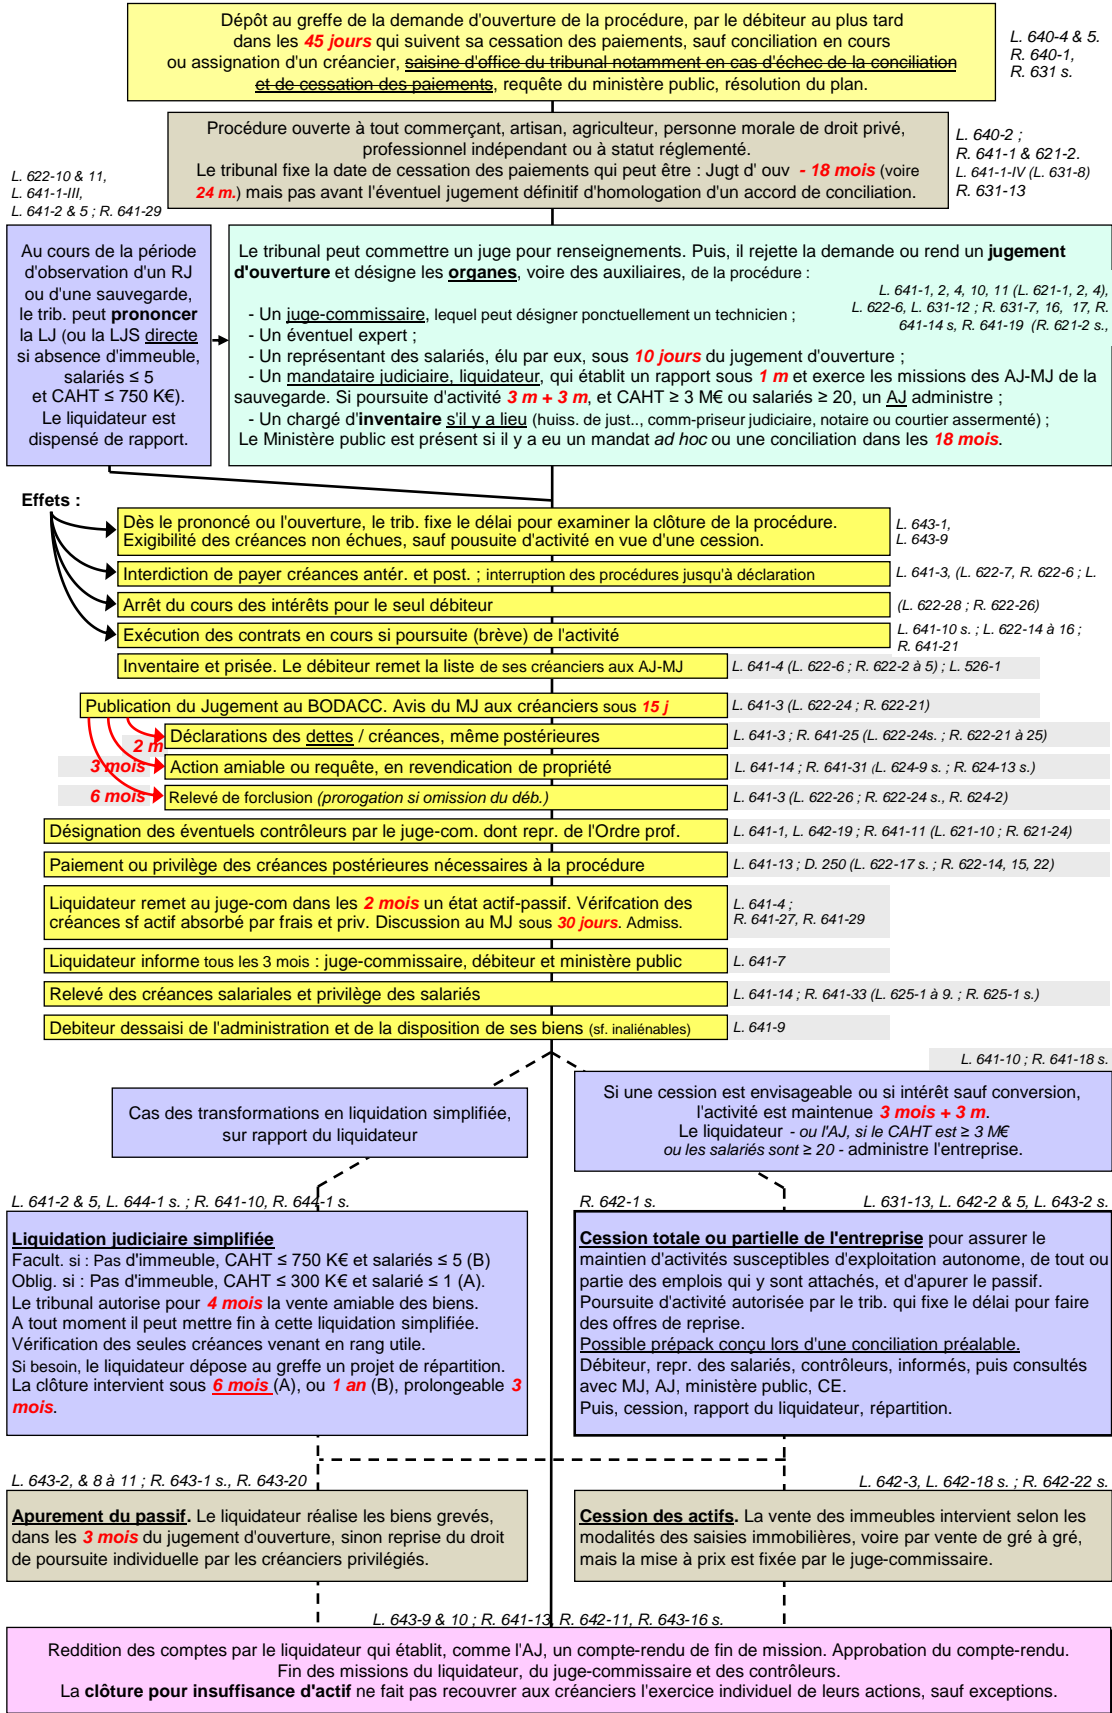 Dépôt au greffe de la demande d'ouverture de la procédure, par le débiteur au plus tard
dans les 45 jours qui suivent sa cessation des paiements, sauf conciliation en cours
ou assignation d'un créancier, saisine d'office du tribunal notamment en cas d'échec de la conciliation
et de cessation des paiements, requête du ministère public, résolution du plan.
L. 640-4 & 5.
R. 640-1,
R. 631 s.
Procédure ouverte à tout commerçant, artisan, agriculteur, personne morale de droit privé,
professionnel indépendant ou à statut réglementé.
Le tribunal fixe la date de cessation des paiements qui peut être : Jugt d' ouv - 18 mois (voire
24 m.) mais pas avant l'éventuel jugement définitif d'homologation d'un accord de conciliation.
L. 640-2 ;
R. 641-1 & 621-2.
L. 641-1-IV (L. 631-8)
R. 631-13
L. 622-10 & 11,
L. 641-1-III,
L. 641-2 & 5 ; R. 641-29
Au cours de la période
d'observation d'un RJ
ou d'une sauvegarde,
le trib. peut prononcer
la LJ (ou la LJS directe
si absence d'immeuble,
salariés ≤ 5
et CAHT ≤ 750 K€).
Le liquidateur est
dispensé de rapport.
Le tribunal peut commettre un juge pour renseignements. Puis, il rejette la demande ou rend un jugement
d'ouverture et désigne les organes, voire des auxiliaires, de la procédure :
L. 641-1, 2, 4, 10, 11 (L. 621-1, 2, 4),
L. 622-6, L. 631-12 ; R. 631-7, 16, 17, R.
641-14 s, R. 641-19 (R. 621-2 s.,
- Un juge-commissaire, lequel peut désigner ponctuellement un technicien ;
- Un éventuel expert ;
- Un représentant des salariés, élu par eux, sous 10 jours du jugement d'ouverture ;
- Un mandataire judiciaire, liquidateur, qui établit un rapport sous 1 m et exerce les missions des AJ-MJ de la
sauvegarde. Si poursuite d'activité 3 m + 3 m, et CAHT ≥ 3 M€ ou salariés ≥ 20, un AJ administre ;
- Un chargé d'inventaire s'il y a lieu (huiss. de just.., comm-priseur judiciaire, notaire ou courtier assermenté) ;
Le Ministère public est présent si il y a eu un mandat ad hoc ou une conciliation dans les 18 mois.
Effets :
Dès le prononcé ou l'ouverture, le trib. fixe le délai pour examiner la clôture de la procédure.
Exigibilité des créances non échues, sauf pousuite d'activité en vue d'une cession.
L. 643-1,
L. 643-9
Interdiction de payer créances antér. et post. ; interruption des procédures jusqu'à déclaration
L. 641-3, (L. 622-7, R. 622-6 ; L.
Arrêt du cours des intérêts pour le seul débiteur
(L. 622-28 ; R. 622-26)
Exécution des contrats en cours si poursuite (brève) de l'activité
L. 641-10 s. ; L. 622-14 à 16 ;
R. 641-21
Inventaire et prisée. Le débiteur remet la liste de ses créanciers aux AJ-MJ
L. 641-4 (L. 622-6 ; R. 622-2 à 5) ; L. 526-1
Publication du Jugement au BODACC. Avis du MJ aux créanciers sous 15 j
L. 641-3 (L. 622-24 ; R. 622-21)
2 m
Déclarations des dettes / créances, même postérieures
L. 641-3 ; R. 641-25 (L. 622-24s. ; R. 622-21 à 25)
3 mois
Action amiable ou requête, en revendication de propriété
L. 641-14 ; R. 641-31 (L. 624-9 s. ; R. 624-13 s.)
6 mois
Relevé de forclusion (prorogation si omission du déb.)
L. 641-3 (L. 622-26 ; R. 622-24 s., R. 624-2)
Désignation des éventuels contrôleurs par le juge-com. dont repr. de l'Ordre prof.
L. 641-1, L. 642-19 ; R. 641-11 (L. 621-10 ; R. 621-24)
Paiement ou privilège des créances postérieures nécessaires à la procédure
L. 641-13 ; D. 250 (L. 622-17 s. ; R. 622-14, 15, 22)
Liquidateur remet au juge-com dans les 2 mois un état actif-passif. Vérifcation des
créances sf actif absorbé par frais et priv. Discussion au MJ sous 30 jours. Admiss.
L. 641-4 ;
R. 641-27, R. 641-29
Liquidateur informe tous les 3 mois : juge-commissaire, débiteur et ministère public
L. 641-7
Relevé des créances salariales et privilège des salariés
L. 641-14 ; R. 641-33 (L. 625-1 à 9. ; R. 625-1 s.)
Debiteur dessaisi de l'administration et de la disposition de ses biens (sf. inaliénables)
L. 641-9
L. 641-10 ; R. 641-18 s.
Cas des transformations en liquidation simplifiée,
sur rapport du liquidateur
Si une cession est envisageable ou si intérêt sauf conversion,
l'activité est maintenue 3 mois + 3 m.
Le liquidateur - ou l'AJ, si le CAHT est ≥ 3 M€
ou les salariés sont ≥ 20 - administre l'entreprise.
L. 641-2 & 5, L. 644-1 s. ; R. 641-10, R. 644-1 s.
Liquidation judiciaire simplifiée
Facult. si : Pas d'immeuble, CAHT ≤ 750 K€ et salariés ≤ 5 (B)
Oblig. si : Pas d'immeuble, CAHT ≤ 300 K€ et salarié ≤ 1 (A).
Le tribunal autorise pour 4 mois la vente amiable des biens.
A tout moment il peut mettre fin à cette liquidation simplifiée.
Vérification des seules créances venant en rang utile.
Si besoin, le liquidateur dépose au greffe un projet de répartition.
La clôture intervient sous 6 mois (A), ou 1 an (B), prolongeable 3
mois.
R. 642-1 s.
L. 631-13, L. 642-2 & 5, L. 643-2 s.
Cession totale ou partielle de l'entreprise pour assurer le
maintien d'activités susceptibles d'exploitation autonome, de tout ou
partie des emplois qui y sont attachés, et d'apurer le passif.
Poursuite d'activité autorisée par le trib. qui fixe le délai pour faire
des offres de reprise.
Possible prépack conçu lors d'une conciliation préalable.
Débiteur, repr. des salariés, contrôleurs, informés, puis consultés
avec MJ, AJ, ministère public, CE.
Puis, cession, rapport du liquidateur, répartition.
L. 643-2, & 8 à 11 ; R. 643-1 s., R. 643-20
Apurement du passif. Le liquidateur réalise les biens grevés,
dans les 3 mois du jugement d'ouverture, sinon reprise du droit
de poursuite individuelle par les créanciers privilégiés.
L. 642-3, L. 642-18 s. ; R. 642-22 s.
Cession des actifs. La vente des immeubles intervient selon les
modalités des saisies immobilières, voire par vente de gré à gré,
mais la mise à prix est fixée par le juge-commissaire.
L. 643-9 & 10 ; R. 641-13, R. 642-11, R. 643-16 s.
Reddition des comptes par le liquidateur qui établit, comme l'AJ, un compte-rendu de fin de mission. Approbation du compte-rendu.
Fin des missions du liquidateur, du juge-commissaire et des contrôleurs.
La clôture pour insuffisance d'actif ne fait pas recouvrer aux créanciers l'exercice individuel de leurs actions, sauf exceptions.